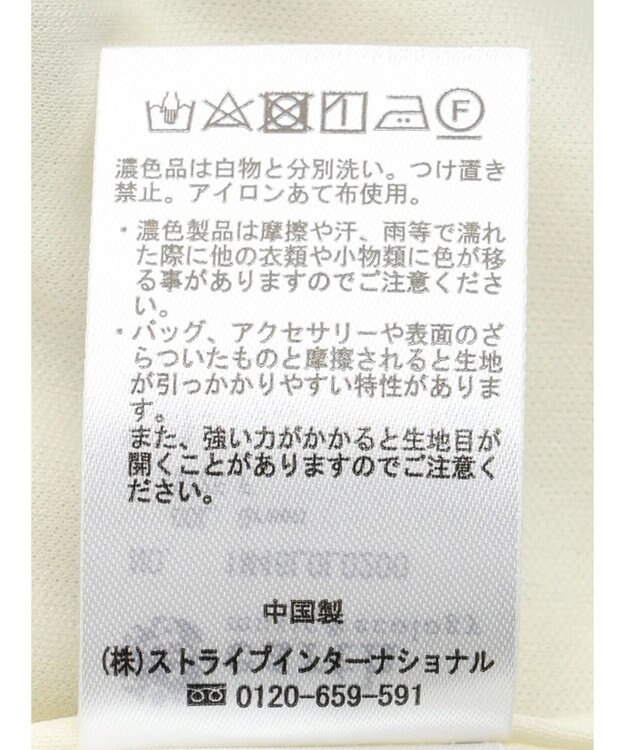 F
濃色品は白物と分別洗い。つけ置き
禁止。アイロンあて布使用。
・濃色製品は摩擦や汗、雨等で濡れ
た際に他の衣類や小物類に色が移
る事がありますのでご注意くださ
い。
・バッグ、アクセサリーや表面のざ
らついたものと摩擦されると生地
が引っかかりやすい特性がありま
す。
また、強い力がかかると生地目が
開くことがありますのでご注意く
ださい。
中国製
(株)ストライプインターナショナル
0120-659-591